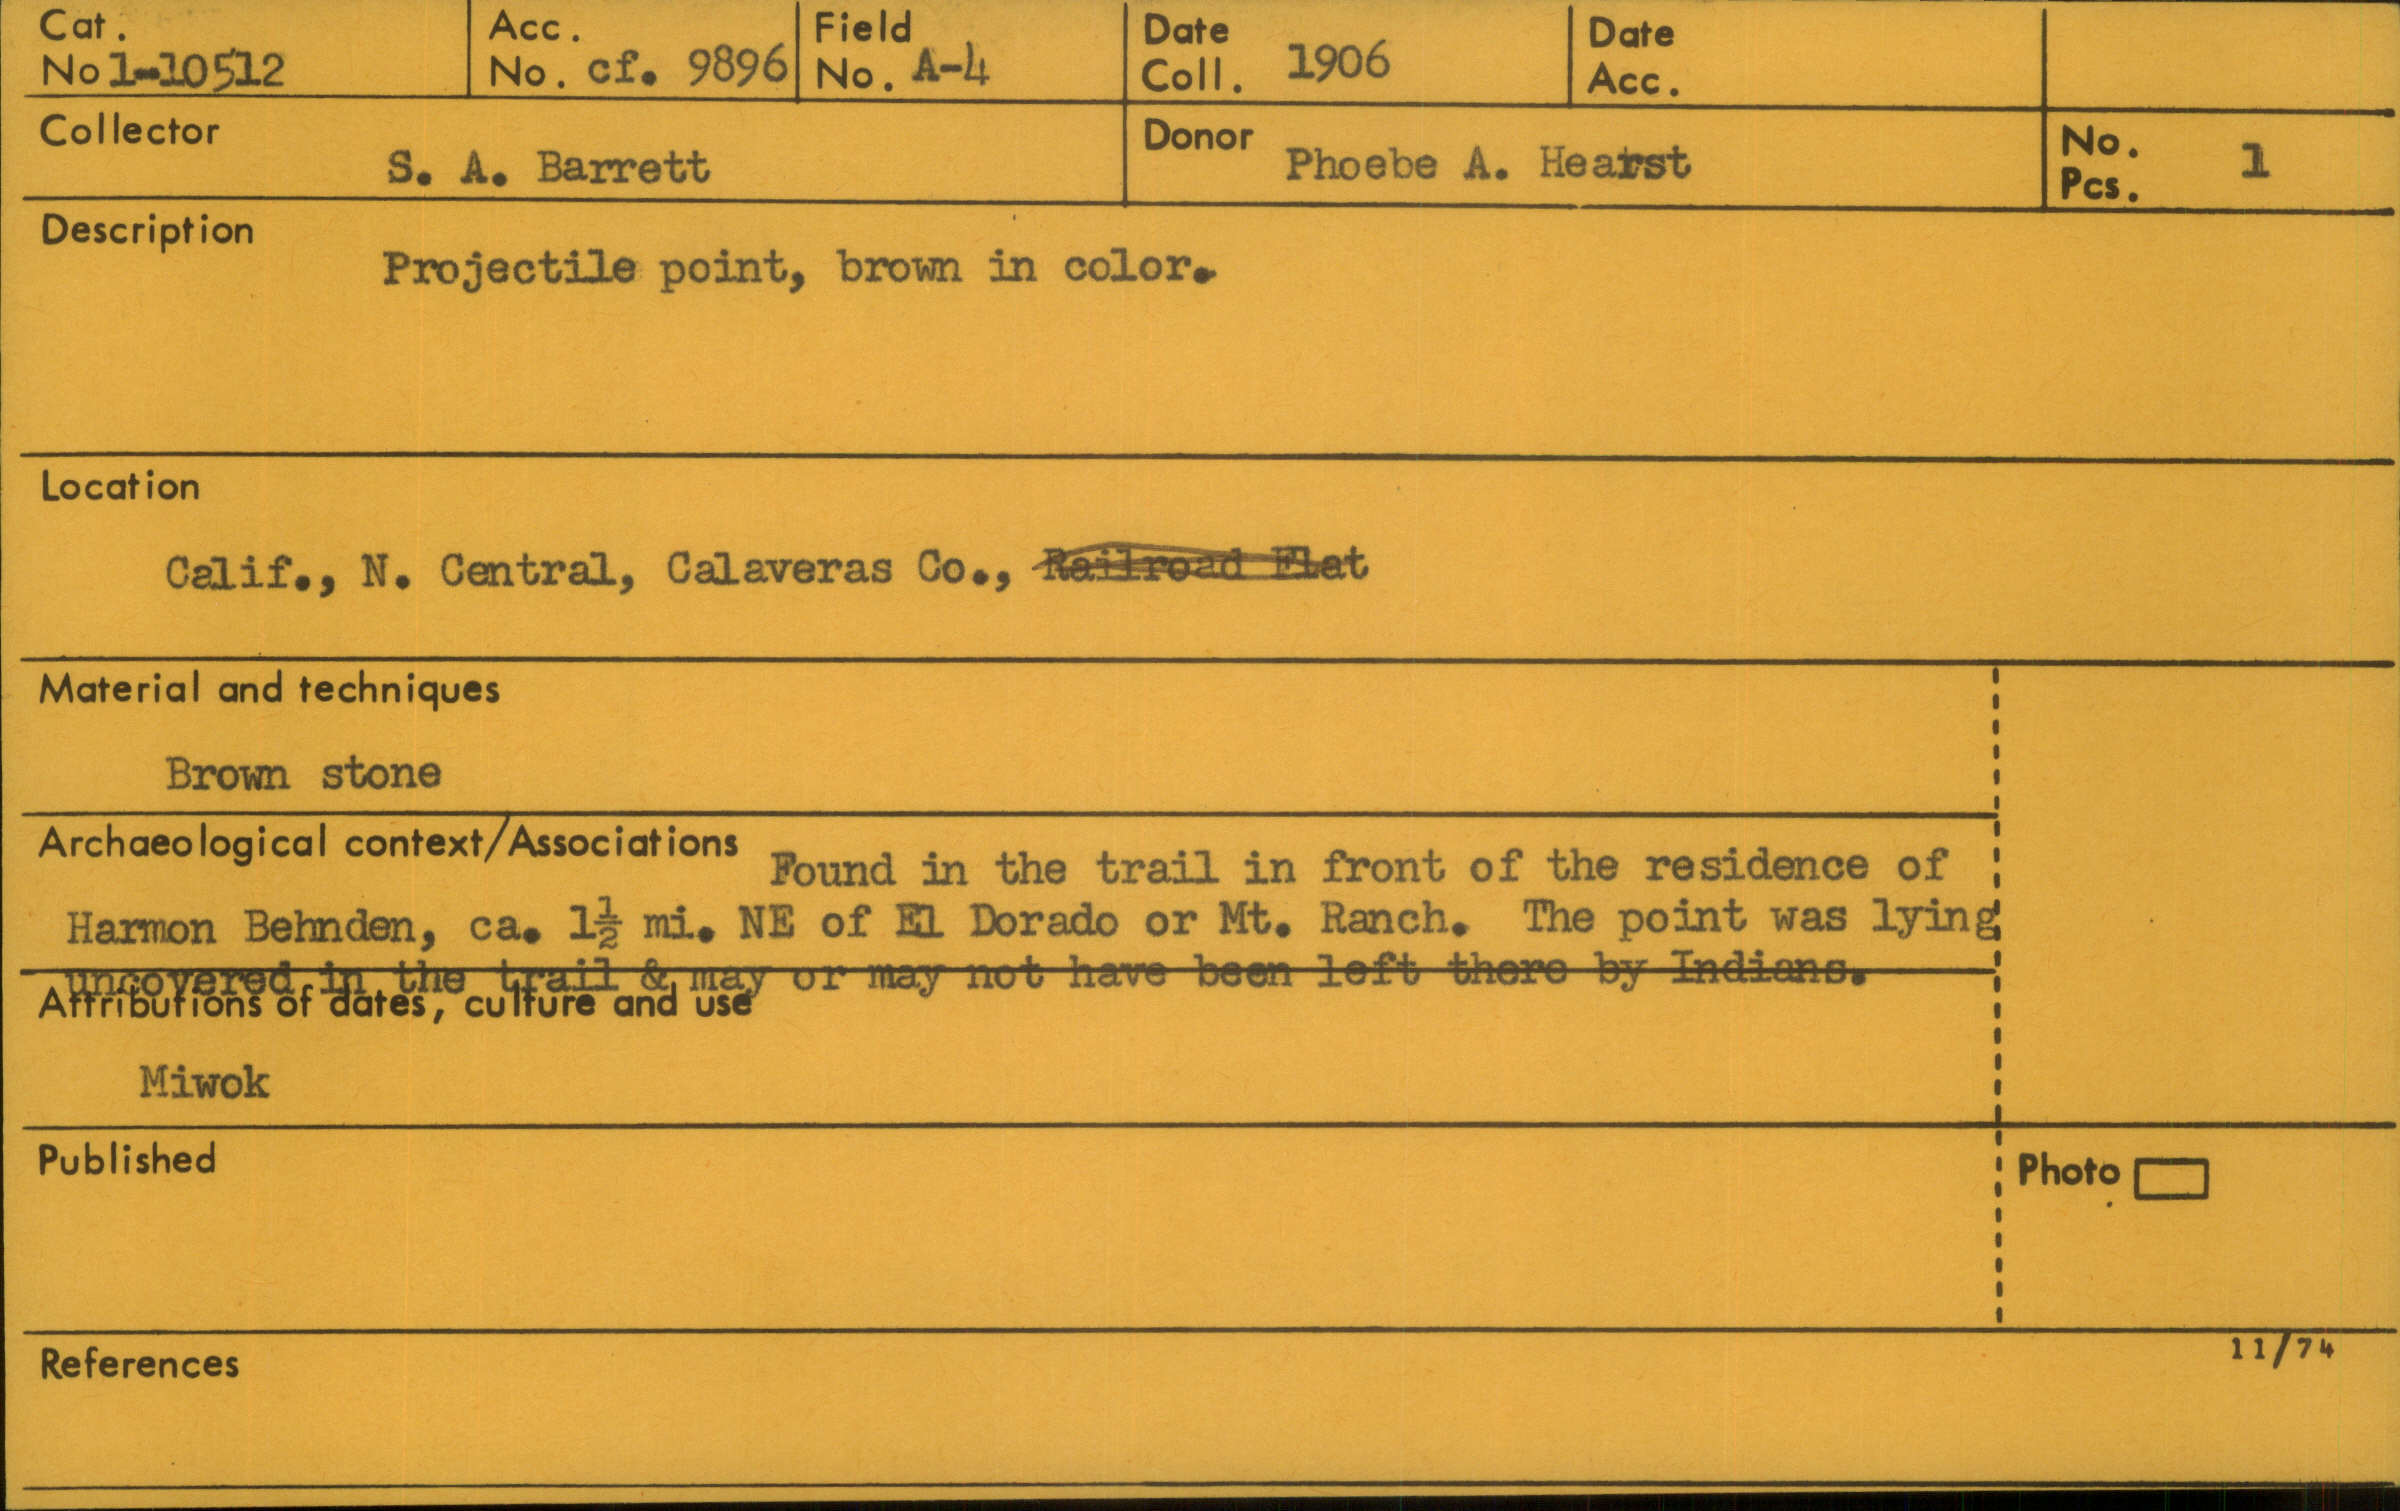 Cat. No 1-10512 Acc. No. cf. 9896 Field No. A-4 Date Coll. 1906 Date Acc.
Collector S. A. Barrett Donor Phoebe A. Hearst No. Pcs. 1
Description
Projectile point, brown in color.
Location
Calif., N. Central, Calaveras Co., Railroad Flat
Material and techniques
Brown stone
Archaeological context/Associations Found in the trail in front of the residence of
Harmon Behnden, ca. 1½ mi. NE of El Dorado or Mt. Ranch. The point was lying
uncovered in the trail & may or may not have been left there by Indians.
Attributions of dates, culture and use
Miwok
Published
Photo
References
11/74